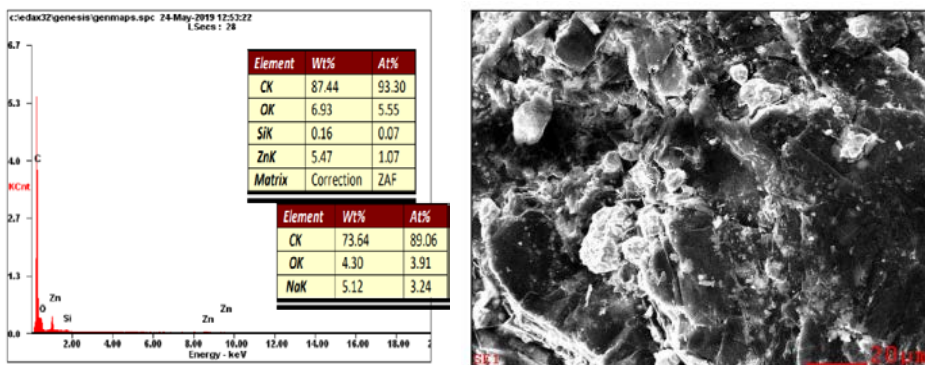 c:\edax32\genesis\genmaps.spc 24-May-2019 12:53:22
LSecs : 28
6.7
5.3
4.0
KCnt
2.7
1.3
0.0
C
O
Zn
Si
Zn
Zn
2.00 4.00 6.00 8.00 10.00 12.00 14.00 16.00 18.00 2
Energy - keV
Element Wt% At%
CK 87.44 93.30
OK 6.93 5.55
SiK 0.16 0.07
ZnK 5.47 1.07
Matrix Correction ZAF
Element Wt% At%
CK 73.64 89.06
OK 4.30 3.91
NaK 5.12 3.24
SE1
20µm